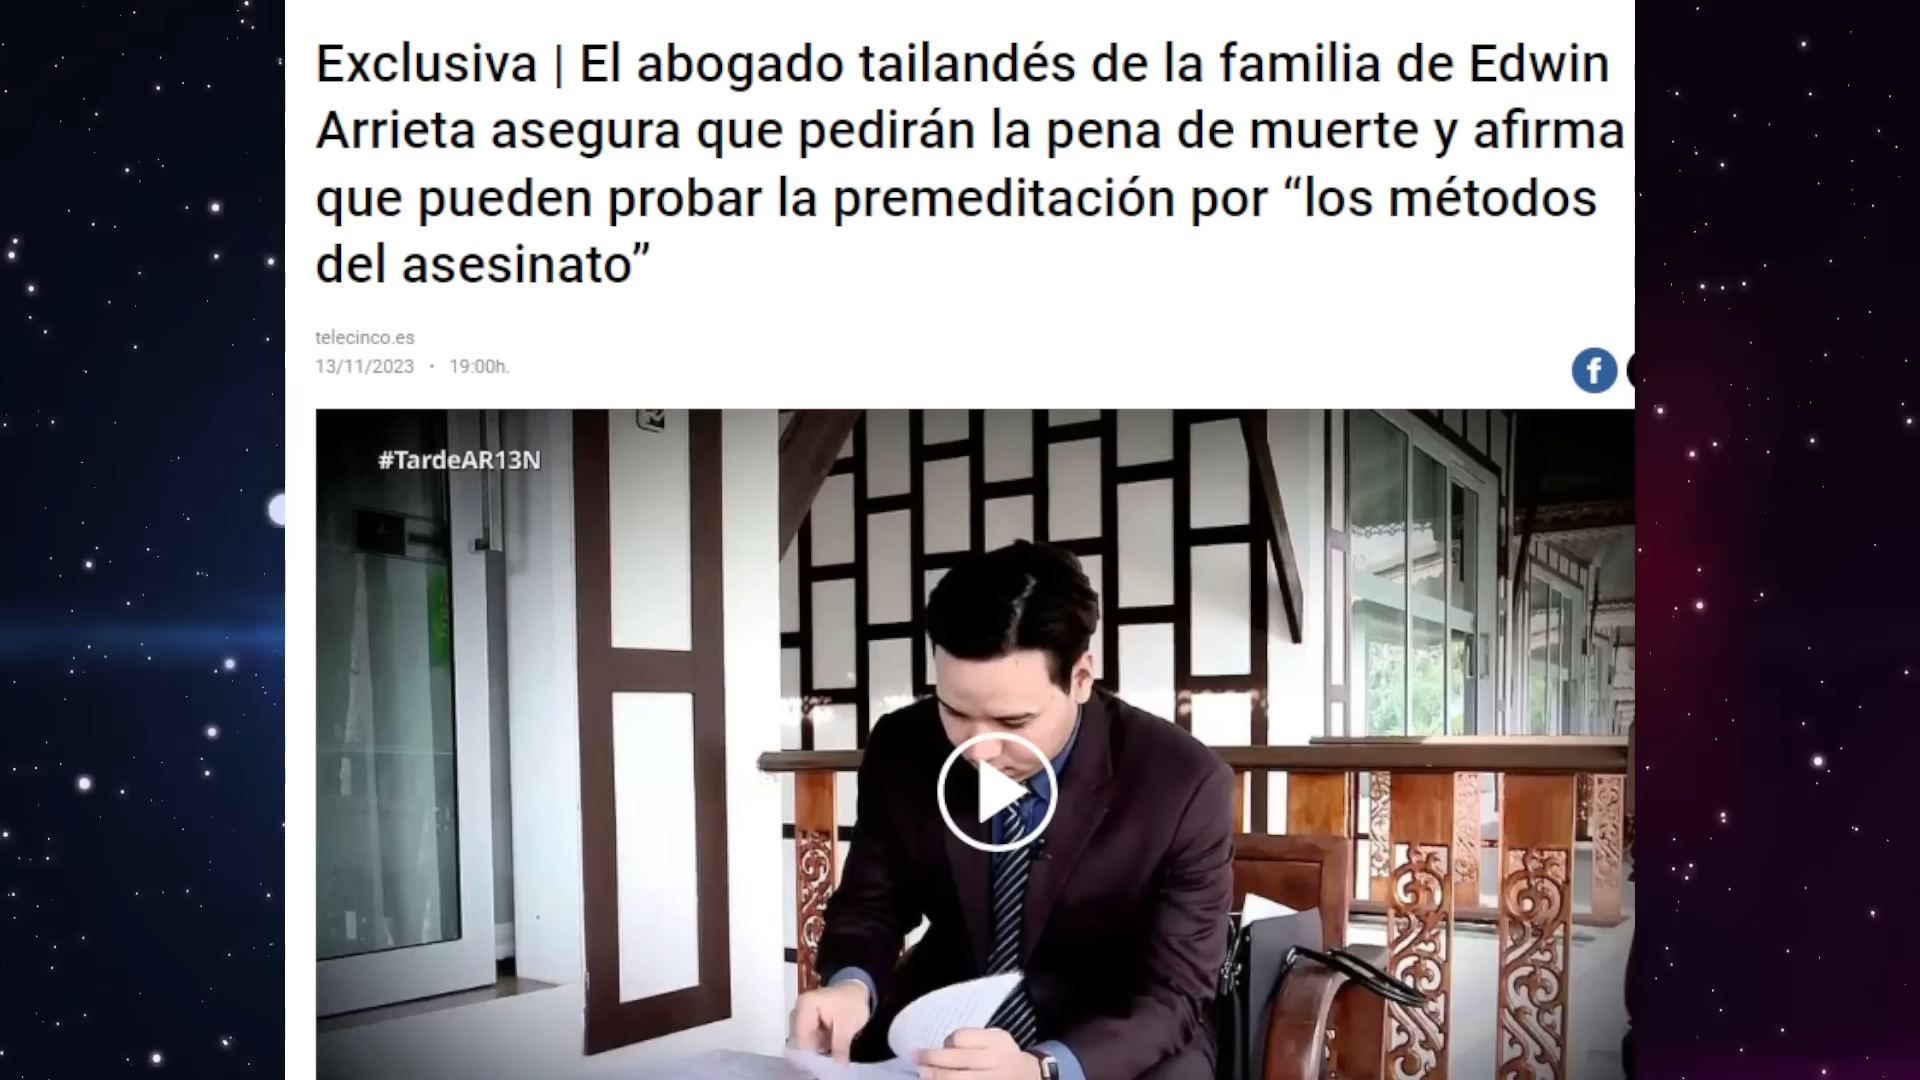 Exclusiva | El abogado tailandés de la familia de Edwin
Arrieta asegura que pedirán la pena de muerte y afirma
que pueden probar la premeditación por “los métodos
del asesinato”
telecinco.es
13/11/2023 · 19:00h.
f
#TardeAR13N